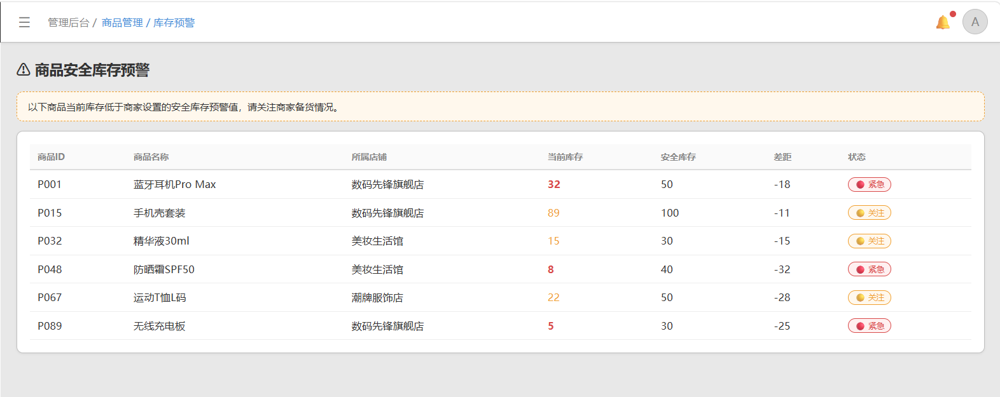 ☰ 管理后台 / 商品管理 / 库存预警 A
⚠ 商品安全库存预警
以下商品当前库存低于商家设置的安全库存预警值，请关注商家备货情况。
商品ID 商品名称 所属店铺 当前库存 安全库存 差距 状态
P001 蓝牙耳机Pro Max 数码先锋旗舰店 32 50 -18 紧急
P015 手机壳套装 数码先锋旗舰店 89 100 -11 关注
P032 精华液30ml 美妆生活馆 15 30 -15 关注
P048 防晒霜SPF50 美妆生活馆 8 40 -32 紧急
P067 运动T恤L码 潮牌服饰店 22 50 -28 关注
P089 无线充电板 数码先锋旗舰店 5 30 -25 紧急